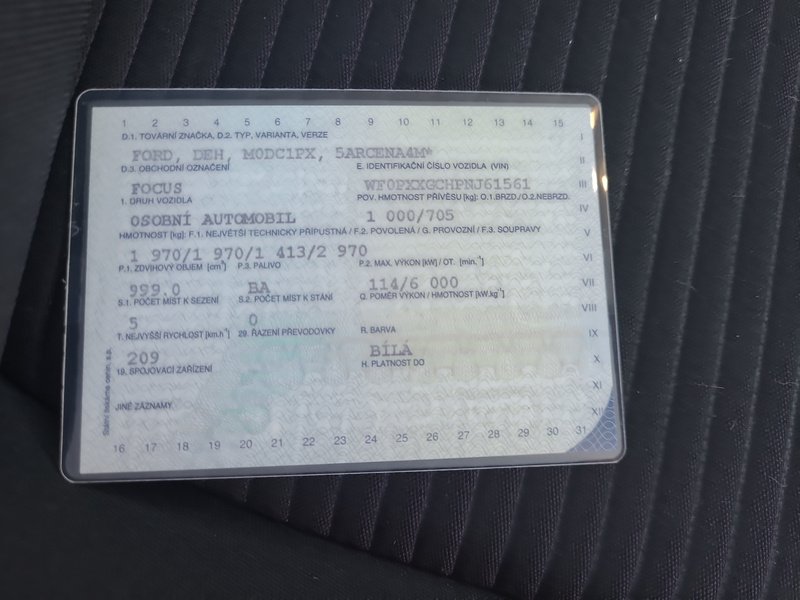 1 2 3 4 5 6 7 8 9 10 11 12 13 14 15
D.1. TOVÁRNÍ ZNAČKA, D.2. TYP, VARIANTA, VERZE I
FORD, DEH, M0DC1PX, 5ARCENA4M*
D.3. OBCHODNÍ OZNAČENÍ E. IDENTIFIKAČNÍ ČÍSLO VOZIDLA (VIN) II
FOCUS WF0PXXGCHPNJ61561 III
1. DRUH VOZIDLA POV. HMOTNOST PŘÍVĚSU [kg]: O.1.BRZD./O.2.NEBRZD.
OSOBNÍ AUTOMOBIL 1 000/705 IV
HMOTNOST [kg]: F.1. NEJVĚTŠÍ TECHNICKY PŘÍPUSTNÁ / F.2. POVOLENÁ / G. PROVOZNÍ / F.3. SOUPRAVY V
1 970/1 970/1 413/2 970
P.1. ZDVIHOVÝ OBJEM [cm³] P.3. PALIVO P.2. MAX. VÝKON [kW] / OT. [min.⁻¹] VI
999.0 BA 114/6 000 VII
S.1. POČET MÍST K SEZENÍ S.2. POČET MÍST K STÁNÍ Q. POMĚR VÝKON / HMOTNOST [kW.kg⁻¹]
5 0 VIII
T. NEJVYŠŠÍ RYCHLOST [km.h⁻¹] 29. ŘAZENÍ PŘEVODOVKY R. BARVA IX
209 BÍLÁ X
19. SPOJOVACÍ ZAŘÍZENÍ H. PLATNOST DO
XI
JINÉ ZÁZNAMY XII
16 17 18 19 20 21 22 23 24 25 26 27 28 29 30 31
Státní tiskárna cenin, s.p.